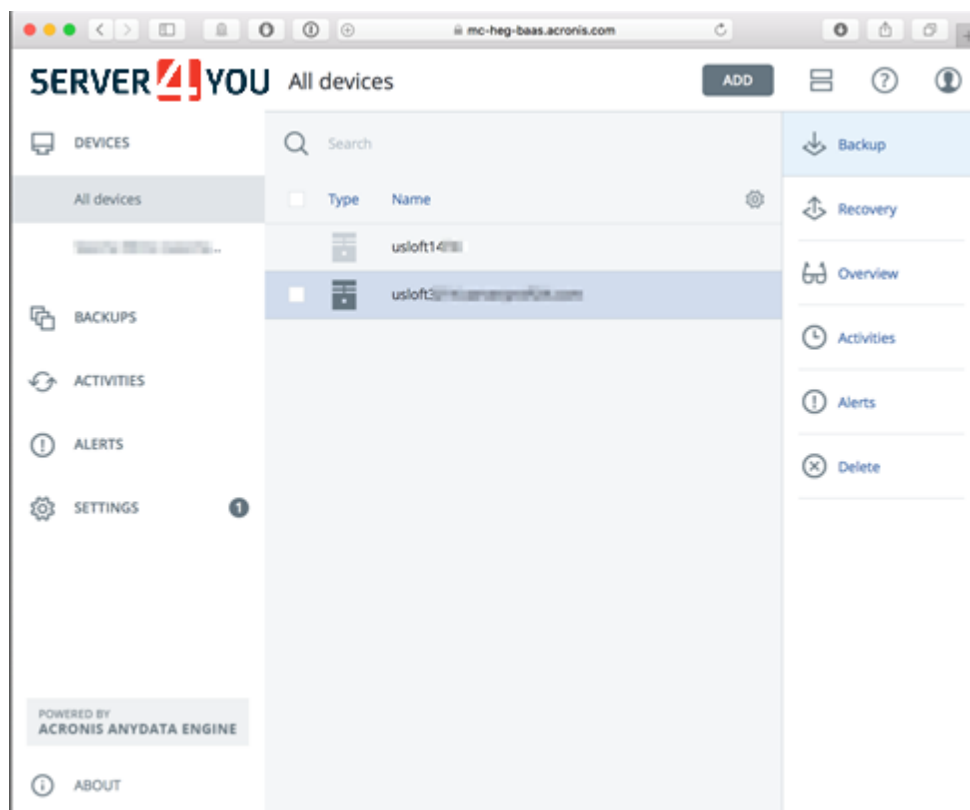 mc-heg-baas.acronis.com
SERVER4YOU
All devices
ADD
DEVICES
All devices
BACKUPS
ACTIVITIES
ALERTS
SETTINGS
1
POWERED BY
ACRONIS ANYDATA ENGINE
ABOUT
Search
Type Name
usloft14
usloft3
Backup
Recovery
Overview
Activities
Alerts
Delete